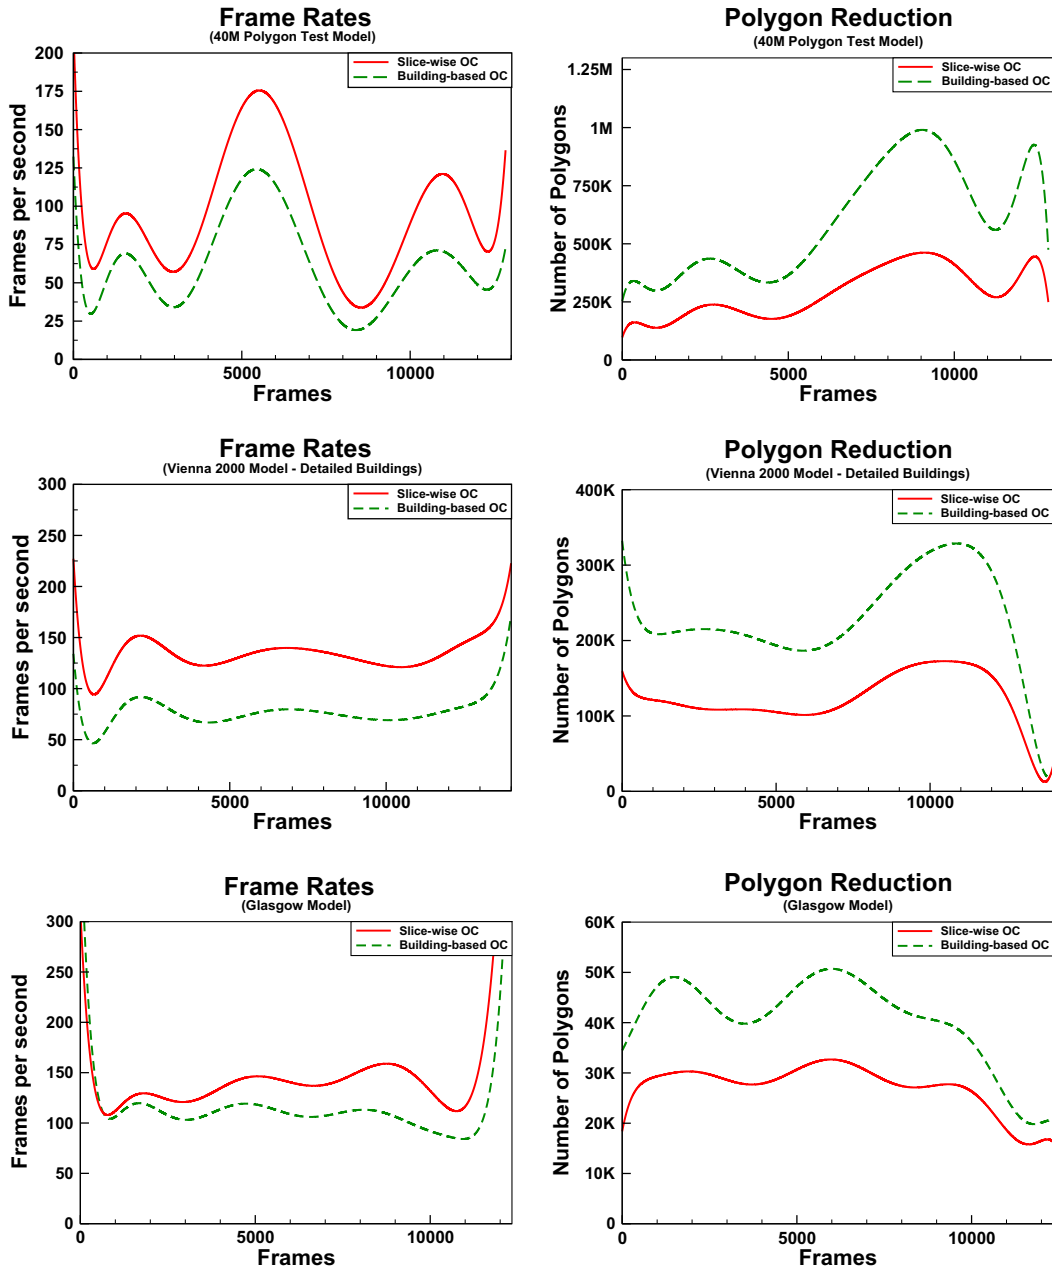 Frame Rates
(40M Polygon Test Model)
Frames per second
200
175
150
125
100
75
50
25
0
Slice-wise OC
Building-based OC
0
5000
10000
Frames
Polygon Reduction
(40M Polygon Test Model)
Number of Polygons
1.25M
1M
750K
500K
250K
0
Slice-wise OC
Building-based OC
0
5000
10000
Frames
Frame Rates
(Vienna 2000 Model - Detailed Buildings)
Frames per second
300
250
200
150
100
50
0
Slice-wise OC
Building-based OC
0
5000
10000
Frames
Polygon Reduction
(Vienna 2000 Model - Detailed Buildings)
Number of Polygons
400K
300K
200K
100K
0
Slice-wise OC
Building-based OC
0
5000
10000
Frames
Frame Rates
(Glasgow Model)
Frames per second
300
250
200
150
100
50
0
Slice-wise OC
Building-based OC
0
5000
10000
Frames
Polygon Reduction
(Glasgow Model)
Number of Polygons
60K
50K
40K
30K
20K
10K
0
Slice-wise OC
Building-based OC
0
5000
10000
Frames